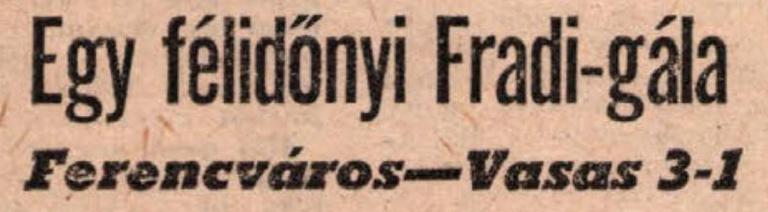 Egy félidőnyi Fradi-gála
Ferencváros—Vasas 3-1